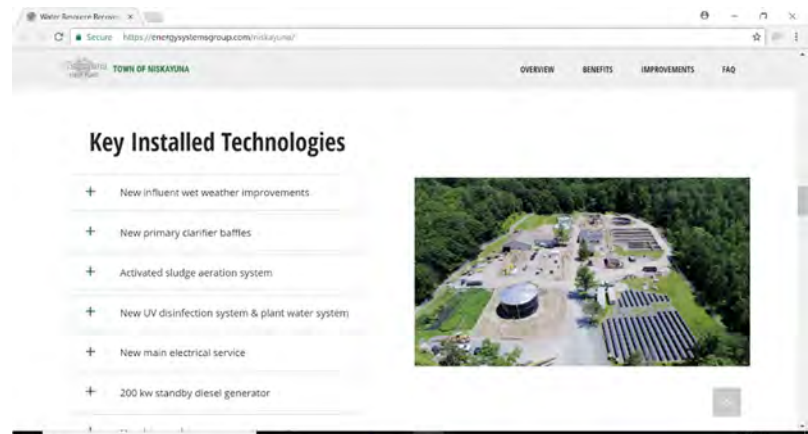 Water Resource Recov
Secure https://energysystemsgroup.com/niskayuna/
TOWN OF NISKAYUNA
OVERVIEW BENEFITS IMPROVEMENTS FAQ
Key Installed Technologies
+ New influent wet weather improvements
+ New primary clarifier baffles
+ Activated sludge aeration system
+ New UV disinfection system & plant water system
+ New main electrical service
+ 200 kw standby diesel generator